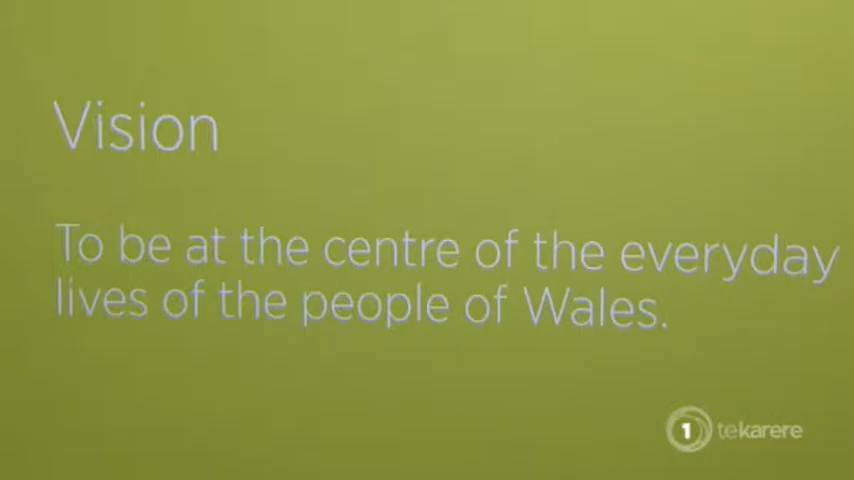 Vision
To be at the centre of the everyday
lives of the people of Wales.
1 tekarere